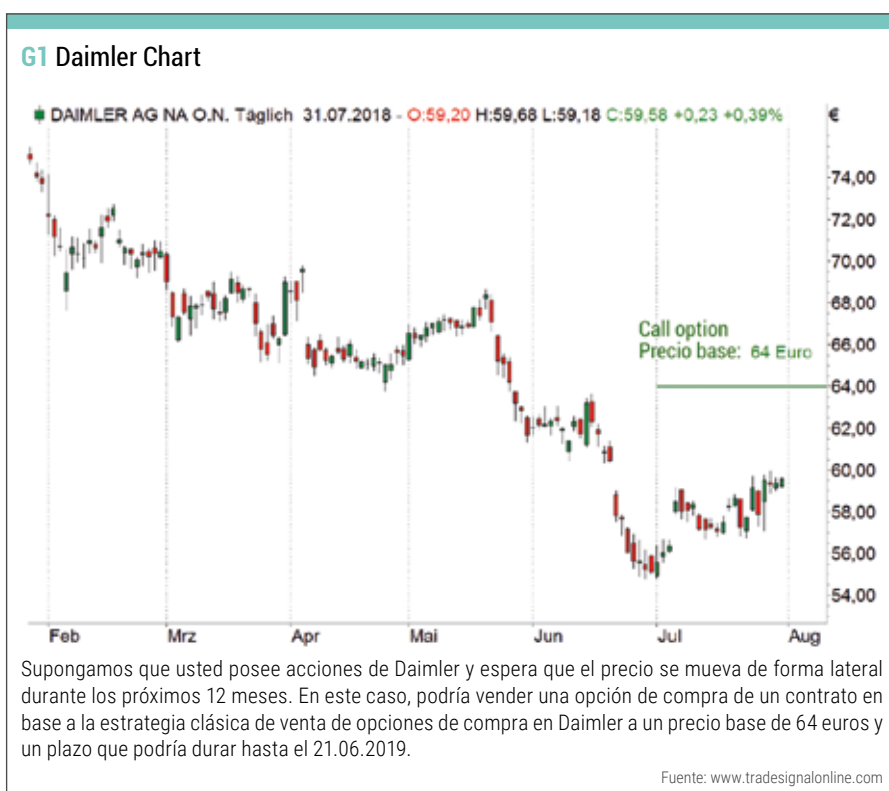 G1 Daimler Chart
DAIMLER AG NA O.N. Täglich 31.07.2018 - O:59,20 H:59,68 L:59,18 C:59,58 +0,23 +0,39%
€
74,00
72,00
70,00
68,00
Call option
Precio base: 64 Euro
66,00
64,00
62,00
60,00
58,00
56,00
54,00
Feb Mrz Apr Mai Jun Jul Aug
Supongamos que usted posee acciones de Daimler y espera que el precio se mueva de forma lateral
durante los próximos 12 meses. En este caso, podría vender una opción de compra de un contrato en
base a la estrategia clásica de venta de opciones de compra en Daimler a un precio base de 64 euros y
un plazo que podría durar hasta el 21.06.2019.
Fuente: www.tradesignalonline.com